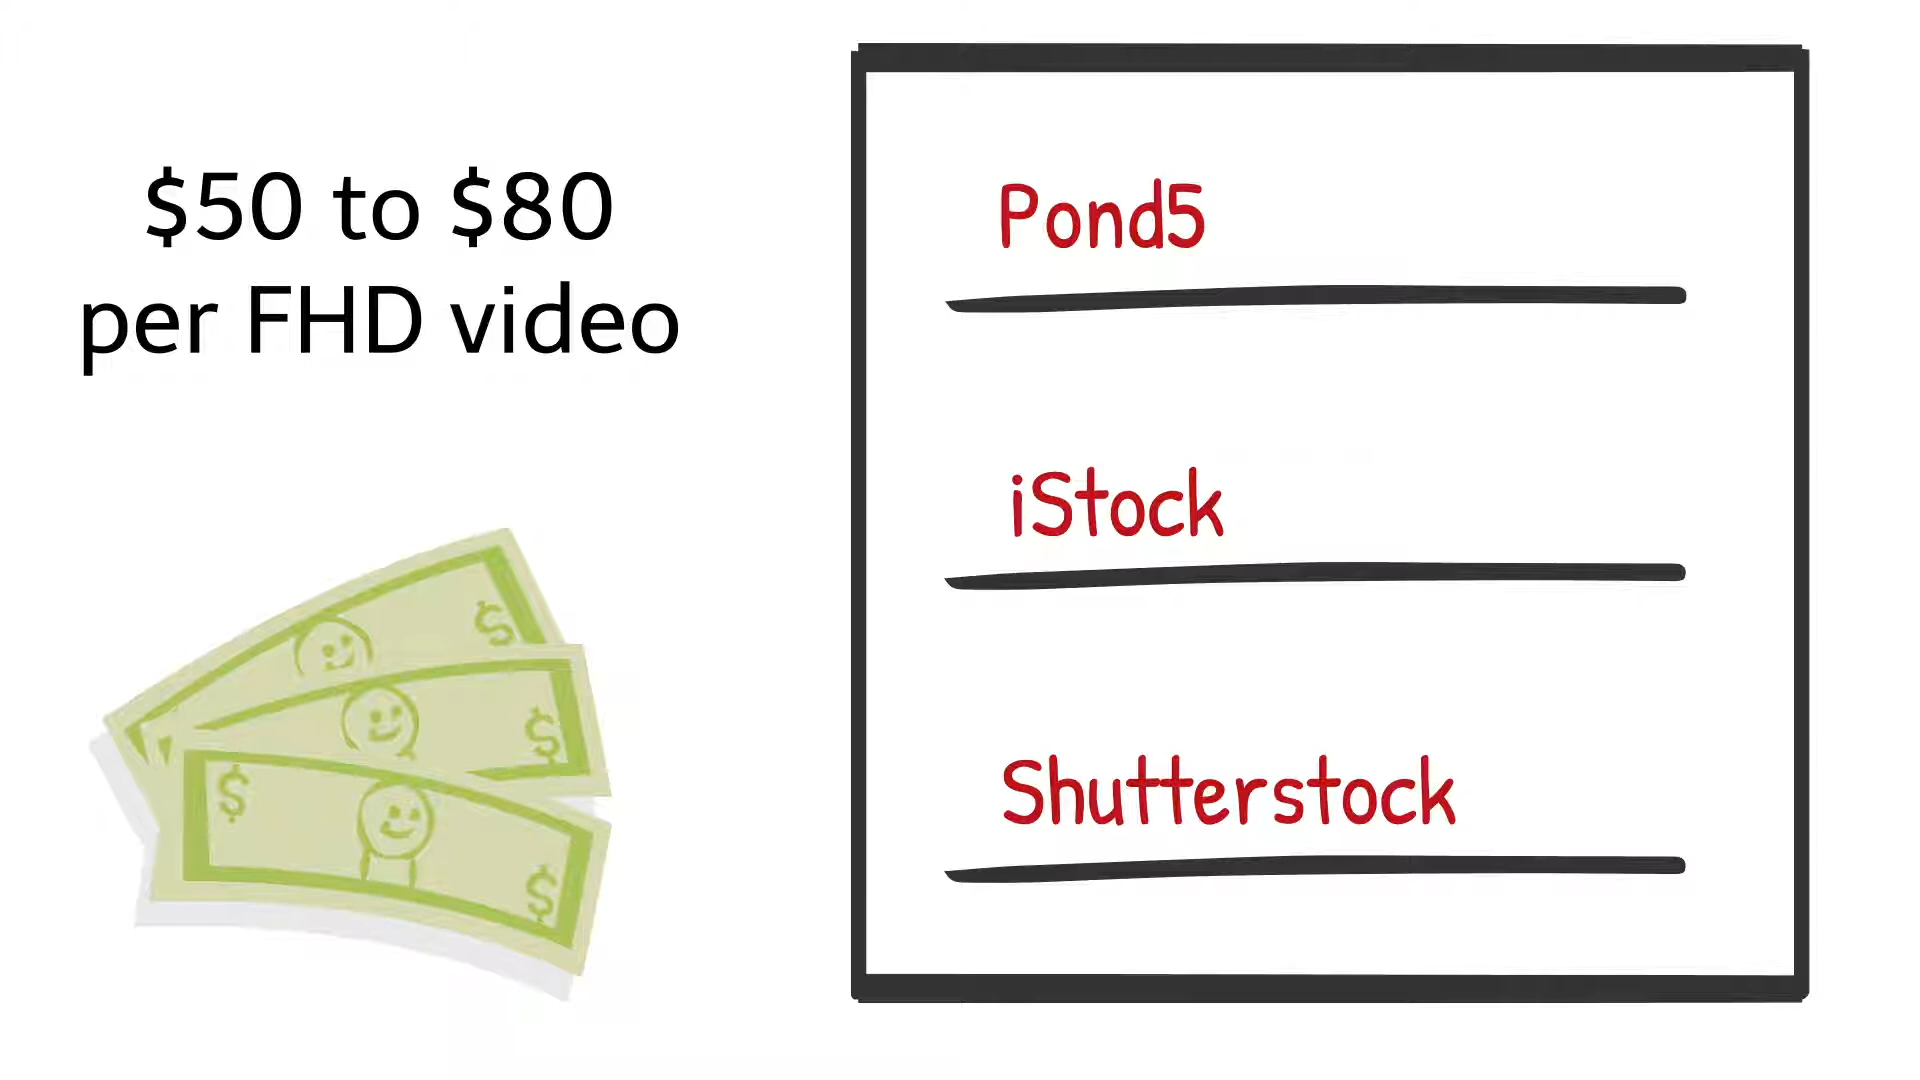 $50 to $80
per FHD video
Pond5
iStock
Shutterstock
$
$
$
$